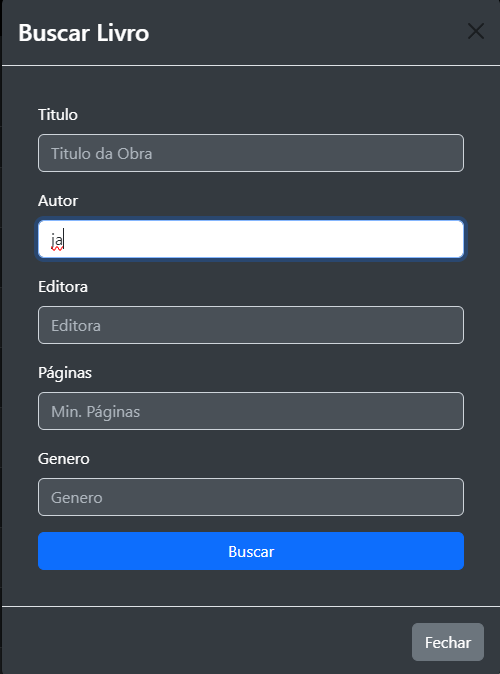 Buscar Livro
Titulo
Titulo da Obra
Autor
ja
Editora
Editora
Páginas
Min. Páginas
Genero
Genero
Buscar
Fechar